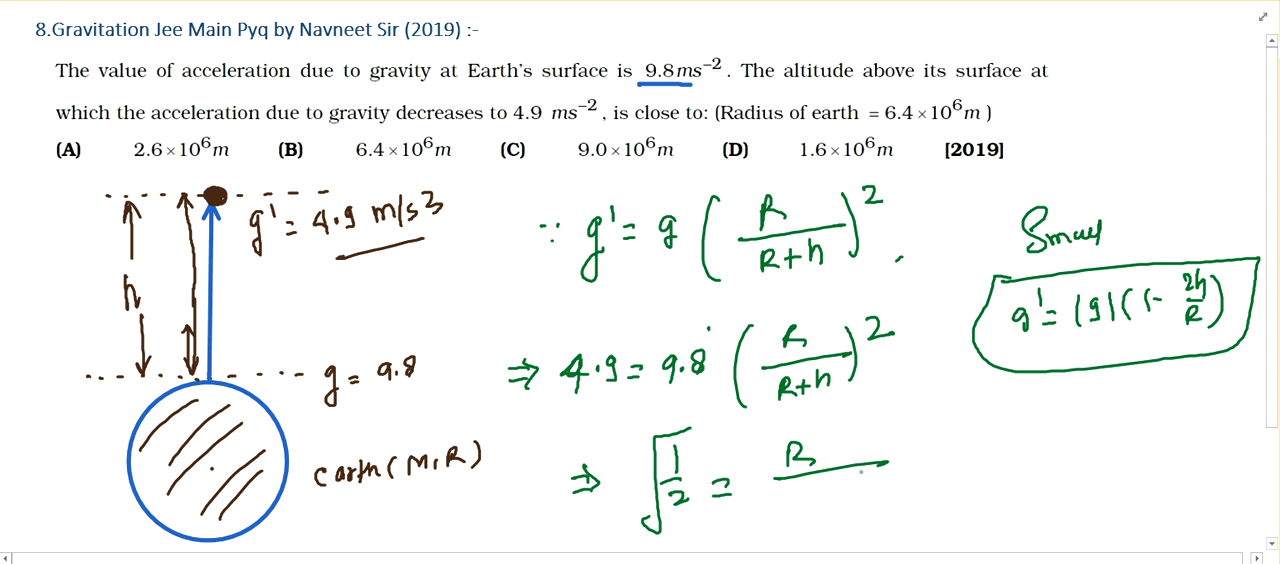 8.Gravitation Jee Main Pyq by Navneet Sir (2019) :-
The value of acceleration due to gravity at Earth's surface is 9.8ms⁻². The altitude above its surface at
which the acceleration due to gravity decreases to 4.9 ms⁻², is close to: (Radius of earth = 6.4×10⁶m)
(A) 2.6×10⁶m (B) 6.4×10⁶m (C) 9.0×10⁶m (D) 1.6×10⁶m [2019]
g' = 4.9 m/s3
h
g = 9.8
Earth (M, R)
∵ g' = g (R/(R+h))².
⇒ 4.9 = 9.8 (R/(R+h))²
⇒ √(1/2) = R
Small
g' = (g)(1 - 2h/R)